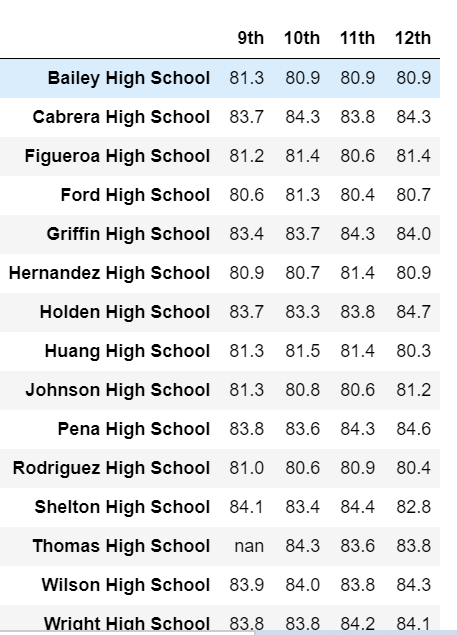 9th 10th 11th 12th
Bailey High School 81.3 80.9 80.9 80.9
Cabrera High School 83.7 84.3 83.8 84.3
Figueroa High School 81.2 81.4 80.6 81.4
Ford High School 80.6 81.3 80.4 80.7
Griffin High School 83.4 83.7 84.3 84.0
Hernandez High School 80.9 80.7 81.4 80.9
Holden High School 83.7 83.3 83.8 84.7
Huang High School 81.3 81.5 81.4 80.3
Johnson High School 81.3 80.8 80.6 81.2
Pena High School 83.8 83.6 84.3 84.6
Rodriguez High School 81.0 80.6 80.9 80.4
Shelton High School 84.1 83.4 84.4 82.8
Thomas High School nan 84.3 83.6 83.8
Wilson High School 83.9 84.0 83.8 84.3
Wright High School 83.8 83.8 84.2 84.1